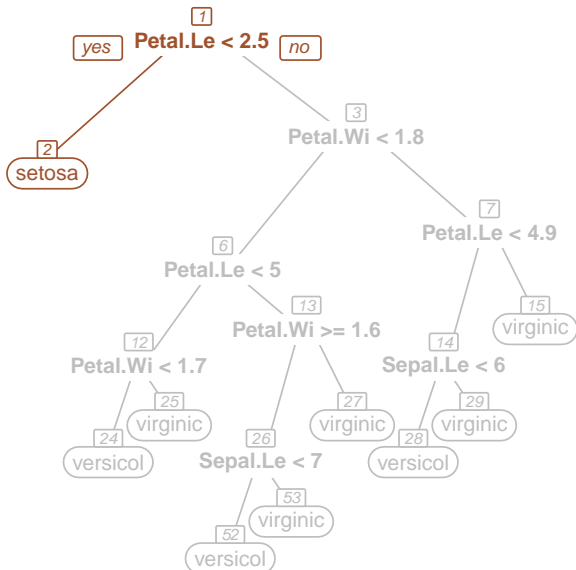 1
yes Petal.Le < 2.5 no
3
Petal.Wi < 1.8
2
setosa
7
Petal.Le < 4.9
6
Petal.Le < 5
13
Petal.Wi >= 1.6
15
virginic
12
Petal.Wi < 1.7
14
Sepal.Le < 6
25
virginic
27
virginic
29
virginic
24
versicol
26
Sepal.Le < 7
28
versicol
53
virginic
52
versicol